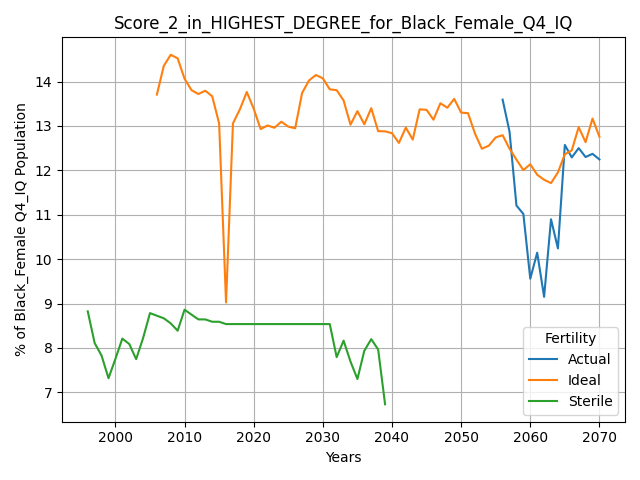 Score_2_in_HIGHEST_DEGREE_for_Black_Female_Q4_IQ
% of Black_Female Q4_IQ Population
14
13
12
11
10
9
8
7
Fertility
Actual
Ideal
Sterile
2000 2010 2020 2030 2040 2050 2060 2070
Years